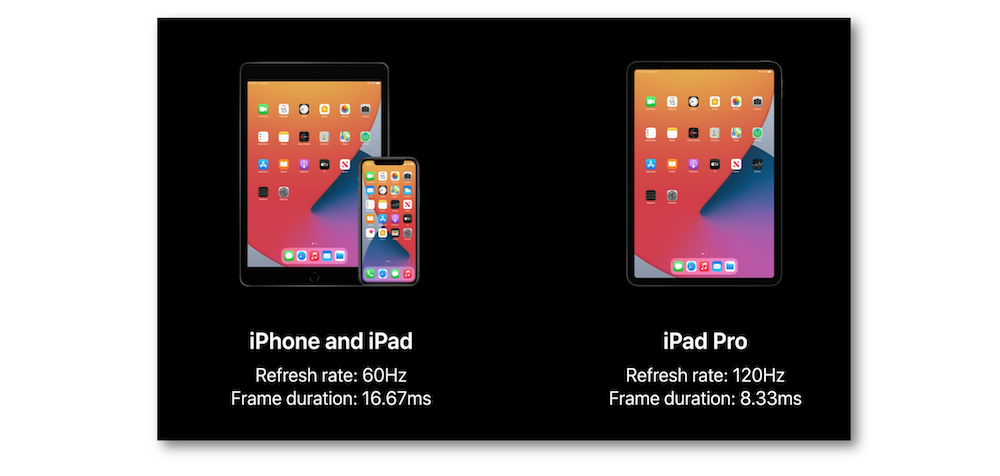 iPhone and iPad
Refresh rate: 60Hz
Frame duration: 16.67ms
iPad Pro
Refresh rate: 120Hz
Frame duration: 8.33ms